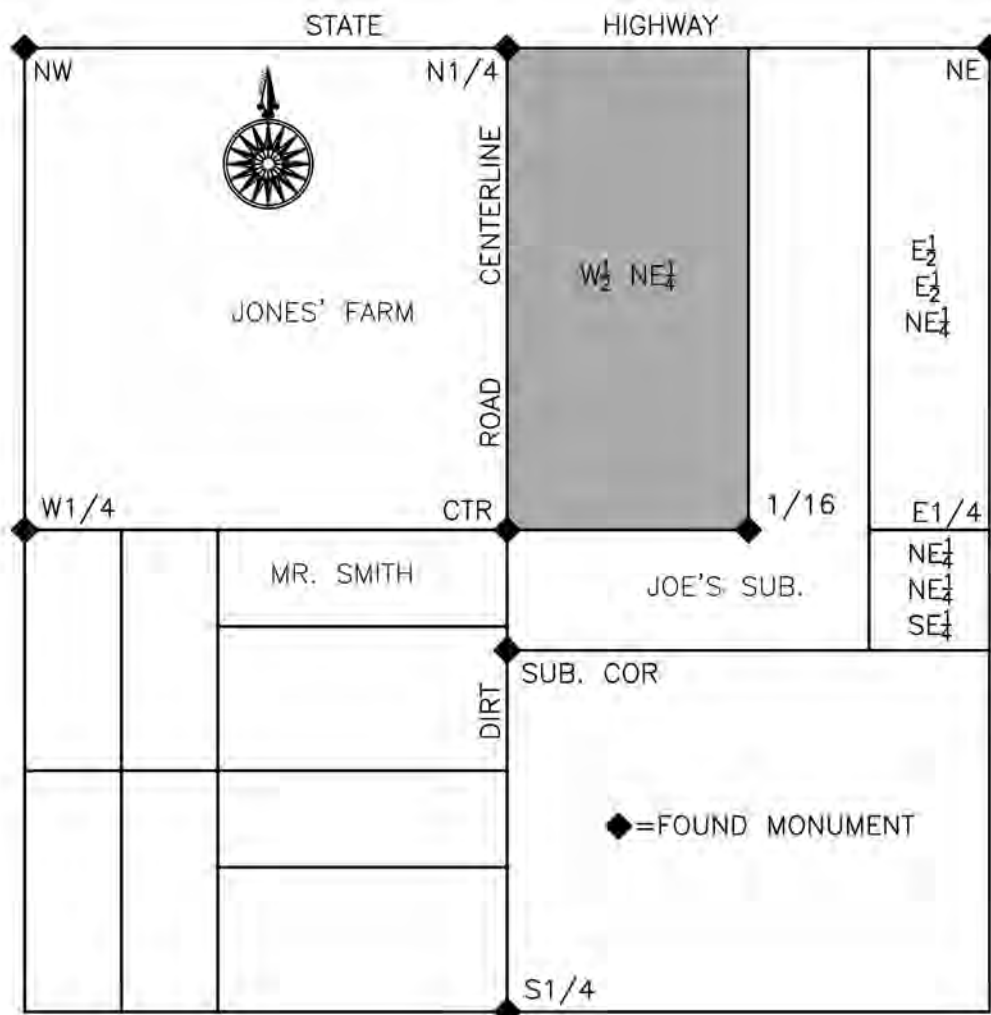 STATE HIGHWAY
NW
N1/4
NE
CENTERLINE
ROAD
JONES' FARM
W½ NE¼
E½
E½
NE¼
W1/4
CTR
1/16
E1/4
MR. SMITH
JOE'S SUB.
NE¼
NE¼
SE¼
SUB. COR
DIRT
=FOUND MONUMENT
S1/4